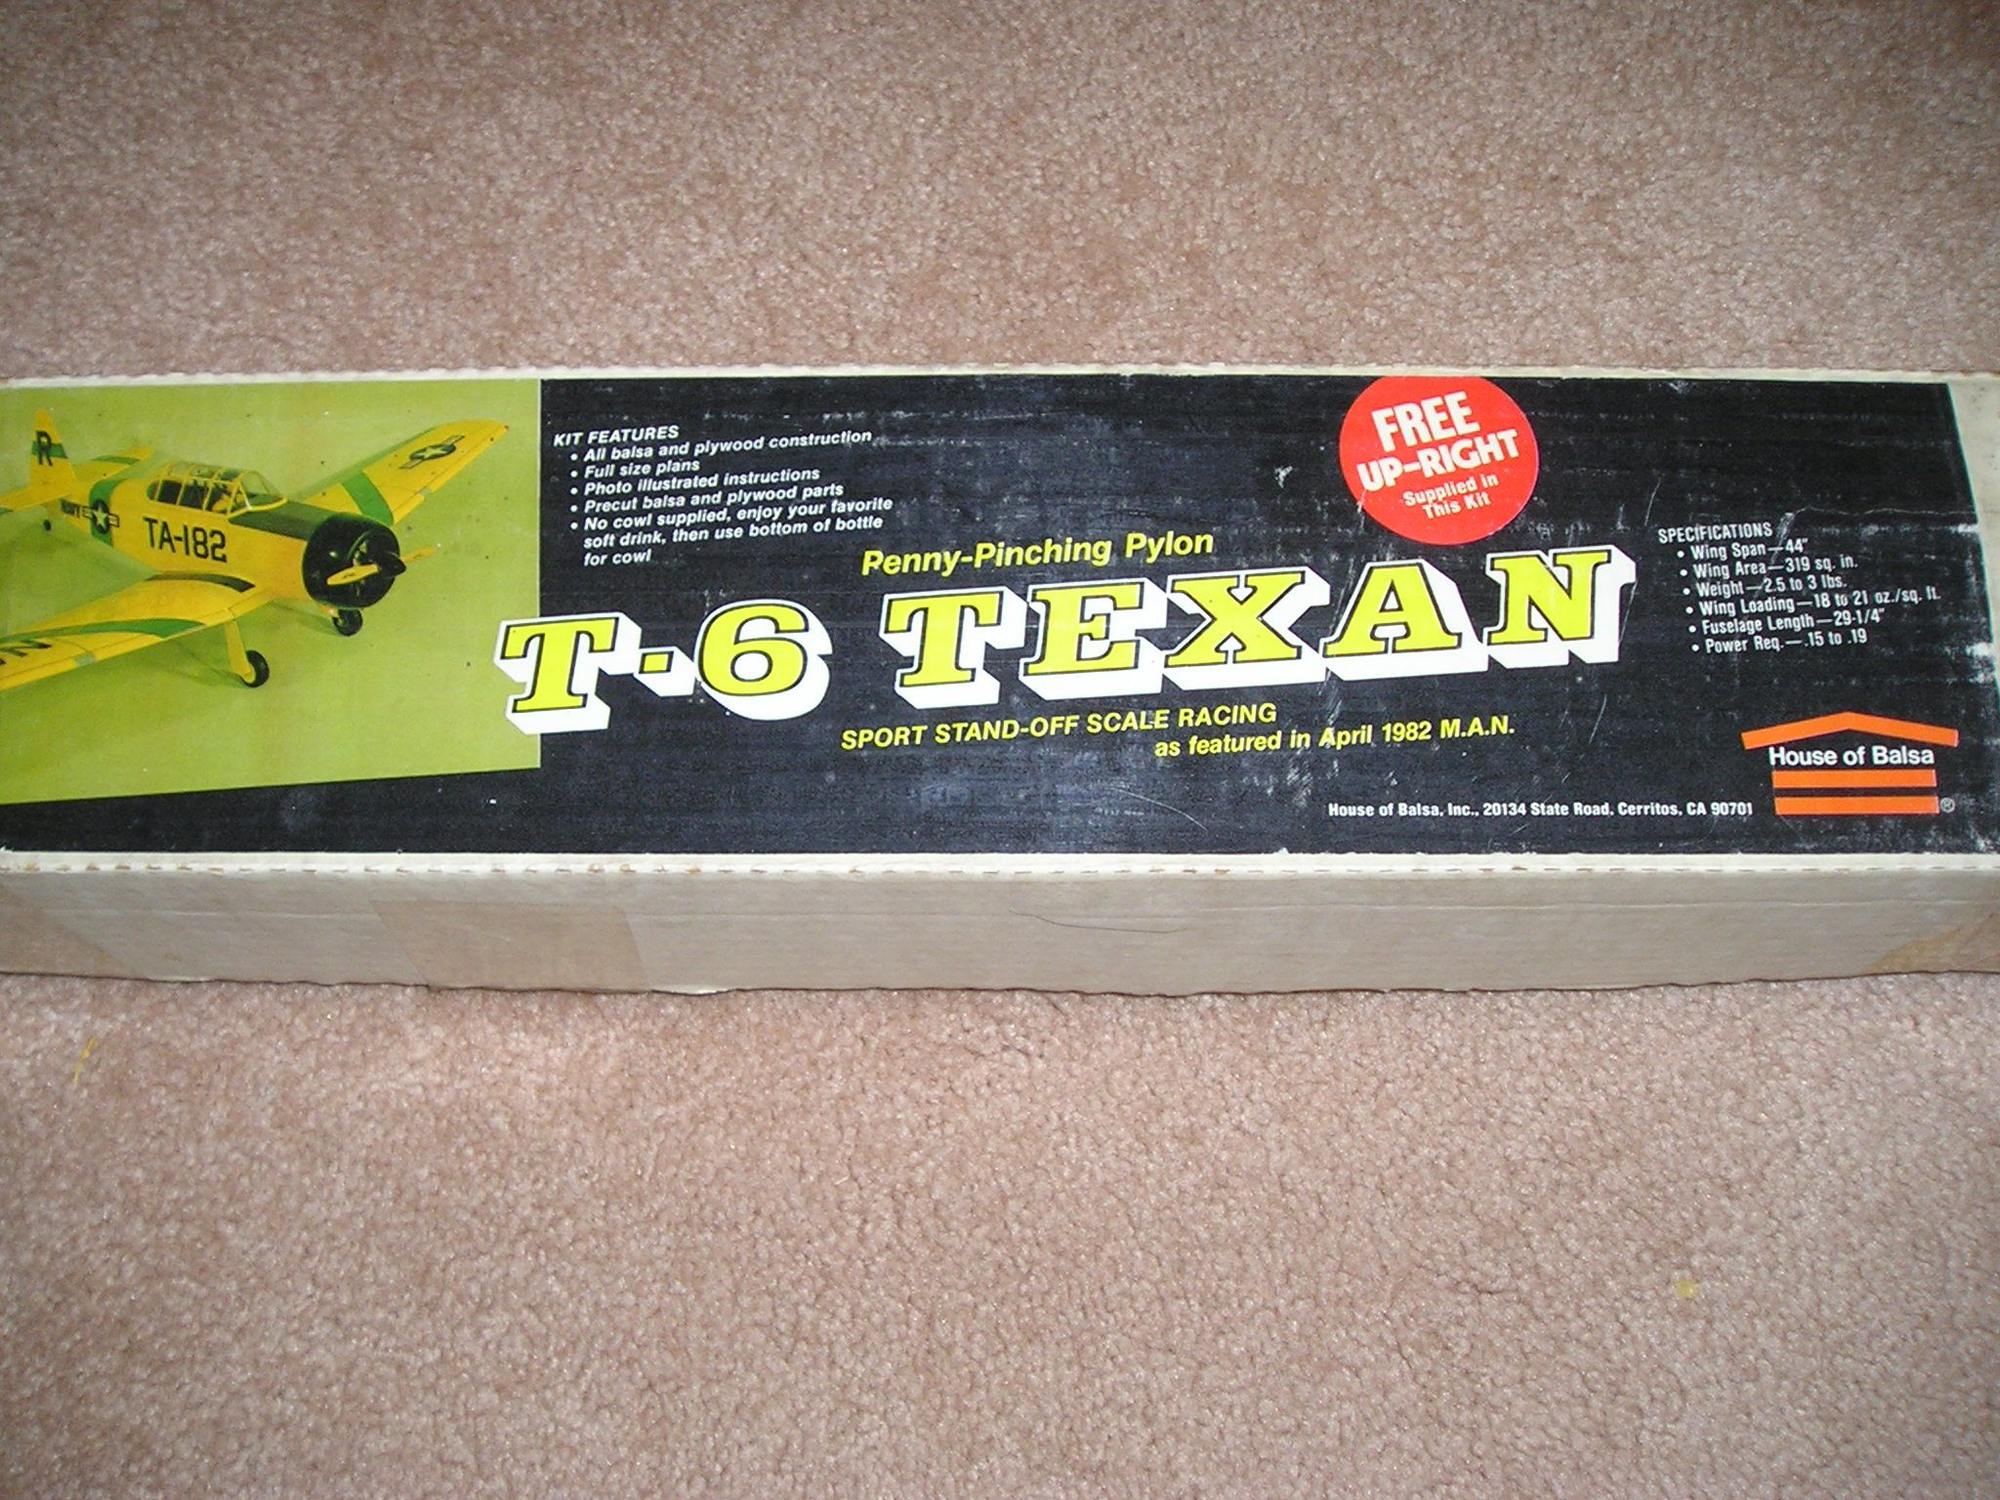 R
NAVY
TA-182
KIT FEATURES
• All balsa and plywood construction
• Full size plans
• Photo illustrated instructions
• Precut balsa and plywood parts
• No cowl supplied, enjoy your favorite
soft drink, then use bottom of bottle
for cowl
FREE
UP-RIGHT
Supplied in
This Kit
Penny-Pinching Pylon
T-6 TEXAN
SPORT STAND-OFF SCALE RACING
as featured in April 1982 M.A.N.
SPECIFICATIONS
• Wing Span—44"
• Wing Area—319 sq. in.
• Weight—2.5 to 3 lbs.
• Wing Loading—18 to 21 oz./sq. ft.
• Fuselage Length—29-1/4"
• Power Req.—.15 to .19
House of Balsa
®
House of Balsa, Inc., 20134 State Road, Cerritos, CA 90701